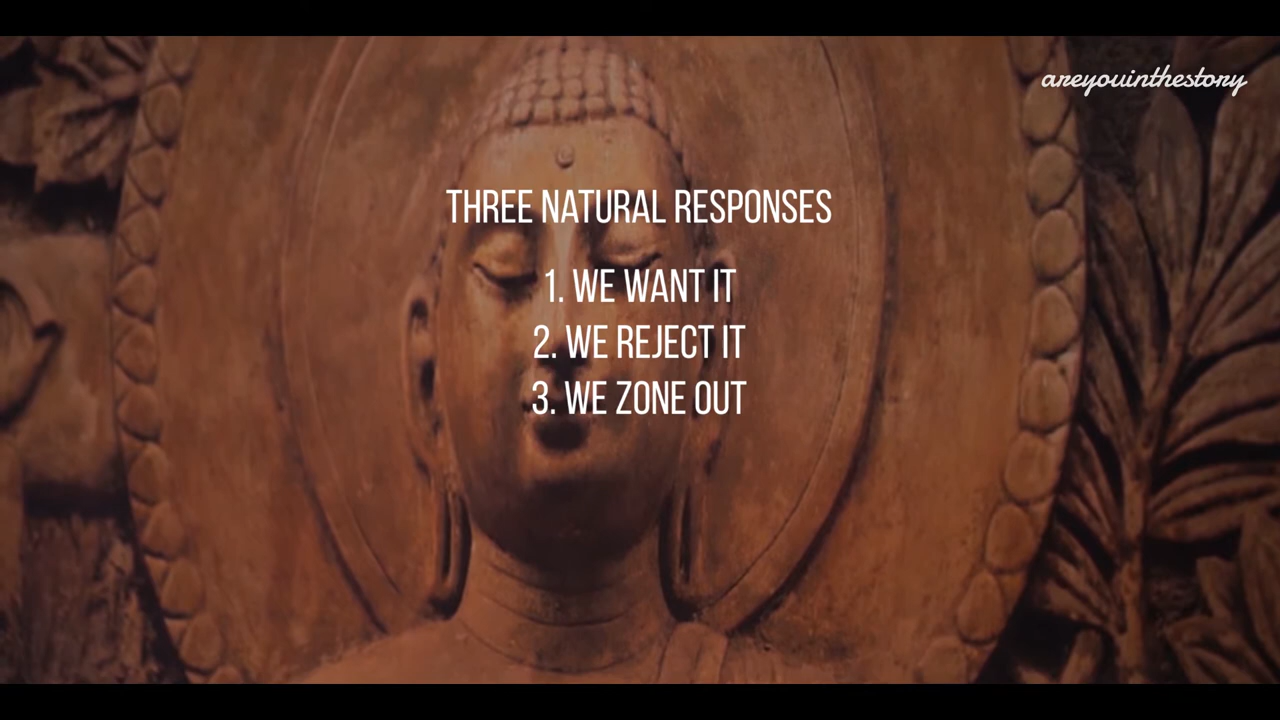 areyouinthestory
THREE NATURAL RESPONSES
1. WE WANT IT
2. WE REJECT IT
3. WE ZONE OUT